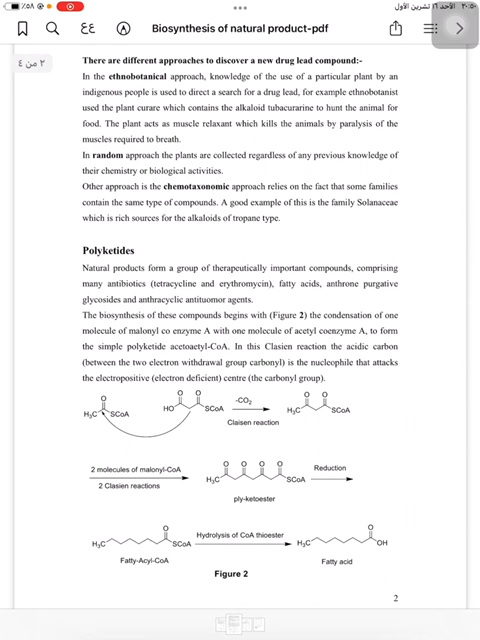 ٣٠:٥٠ الأحد ١٦ تشرين الأول
٪٥٨
Biosynthesis of natural product-pdf
٢ من ٤
There are different approaches to discover a new drug lead compound:-
In the ethnobotanical approach, knowledge of the use of a particular plant by an
indigenous people is used to direct a search for a drug lead, for example ethnobotanist
used the plant curare which contains the alkaloid tubacurarine to hunt the animal for
food. The plant acts as muscle relaxant which kills the animals by paralysis of the
muscles required to breath.
In random approach the plants are collected regardless of any previous knowledge of
their chemistry or biological activities.
Other approach is the chemotaxonomic approach relies on the fact that some families
contain the same type of compounds. A good example of this is the family Solanaceae
which is rich sources for the alkaloids of tropane type.
Polyketides
Natural products form a group of therapeutically important compounds, comprising
many antibiotics (tetracycline and erythromycin), fatty acids, anthrone purgative
glycosides and anthracyclic antituomor agents.
The biosynthesis of these compounds begins with (Figure 2) the condensation of one
molecule of malonyl co enzyme A with one molecule of acetyl coenzyme A, to form
the simple polyketide acetoacetyl-CoA. In this Clasien reaction the acidic carbon
(between the two electron withdrawal group carbonyl) is the nucleophile that attacks
the electropositive (electron deficient) centre (the carbonyl group).
O O O -CO₂ O O
H₃C SCoA HO SCoA H₃C SCoA
Claisen reaction
2 molecules of malonyl-CoA O O O O Reduction
2 Clasien reactions H₃C SCoA
ply-ketoester
O Hydrolysis of CoA thioester O
H₃C SCoA H₃C OH
Fatty-Acyl-CoA Fatty acid
Figure 2
2